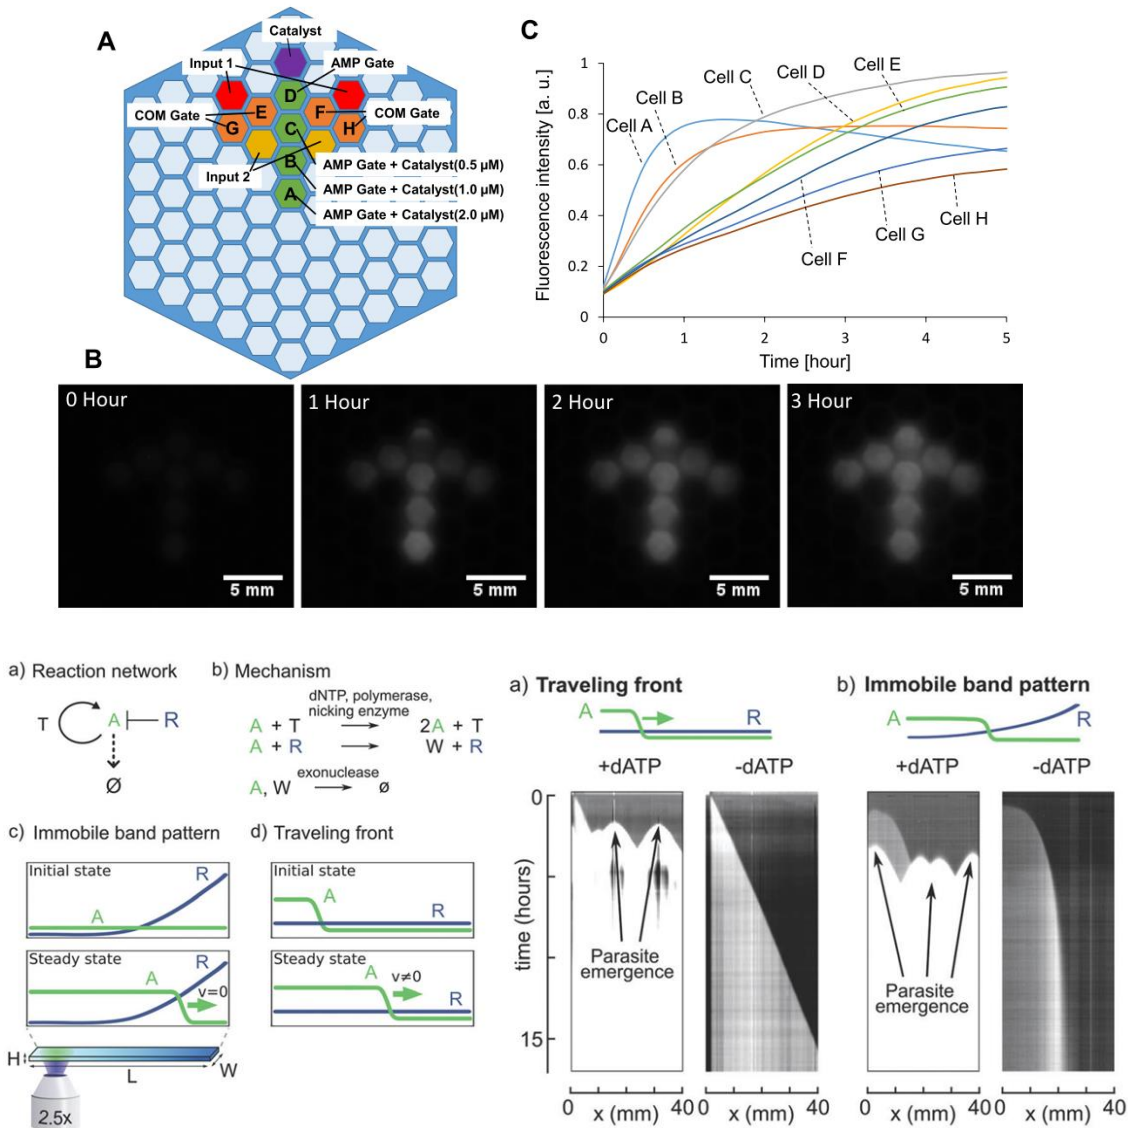 A
Catalyst
Input 1
AMP Gate
D
E
F
COM Gate
COM Gate
G
C
H
Input 2
B
AMP Gate + Catalyst(0.5 μM)
AMP Gate + Catalyst(1.0 μM)
A
AMP Gate + Catalyst(2.0 μM)
C
Fluorescence intensity [a. u.]
1
0.8
0.6
0.4
0.2
0
0
1
2
3
4
5
Time [hour]
Cell A
Cell B
Cell C
Cell D
Cell E
Cell F
Cell G
Cell H
B
0 Hour
5 mm
1 Hour
5 mm
2 Hour
5 mm
3 Hour
5 mm
a) Reaction network
T
A
R
Ø
b) Mechanism
dNTP, polymerase,
nicking enzyme
A + T
2A + T
A + R
W + R
exonuclease
A, W
ø
c) Immobile band pattern
Initial state
A
R
Steady state
A
R
v=0
H
L
W
2.5x
d) Traveling front
Initial state
A
R
Steady state
A
v≠0
R
a) Traveling front
A
R
+dATP
-dATP
0
time (hours)
15
Parasite
emergence
0
x (mm)
40
0
x (mm)
40
b) Immobile band pattern
A
R
+dATP
-dATP
Parasite
emergence
0
x (mm)
40
0
x (mm)
40